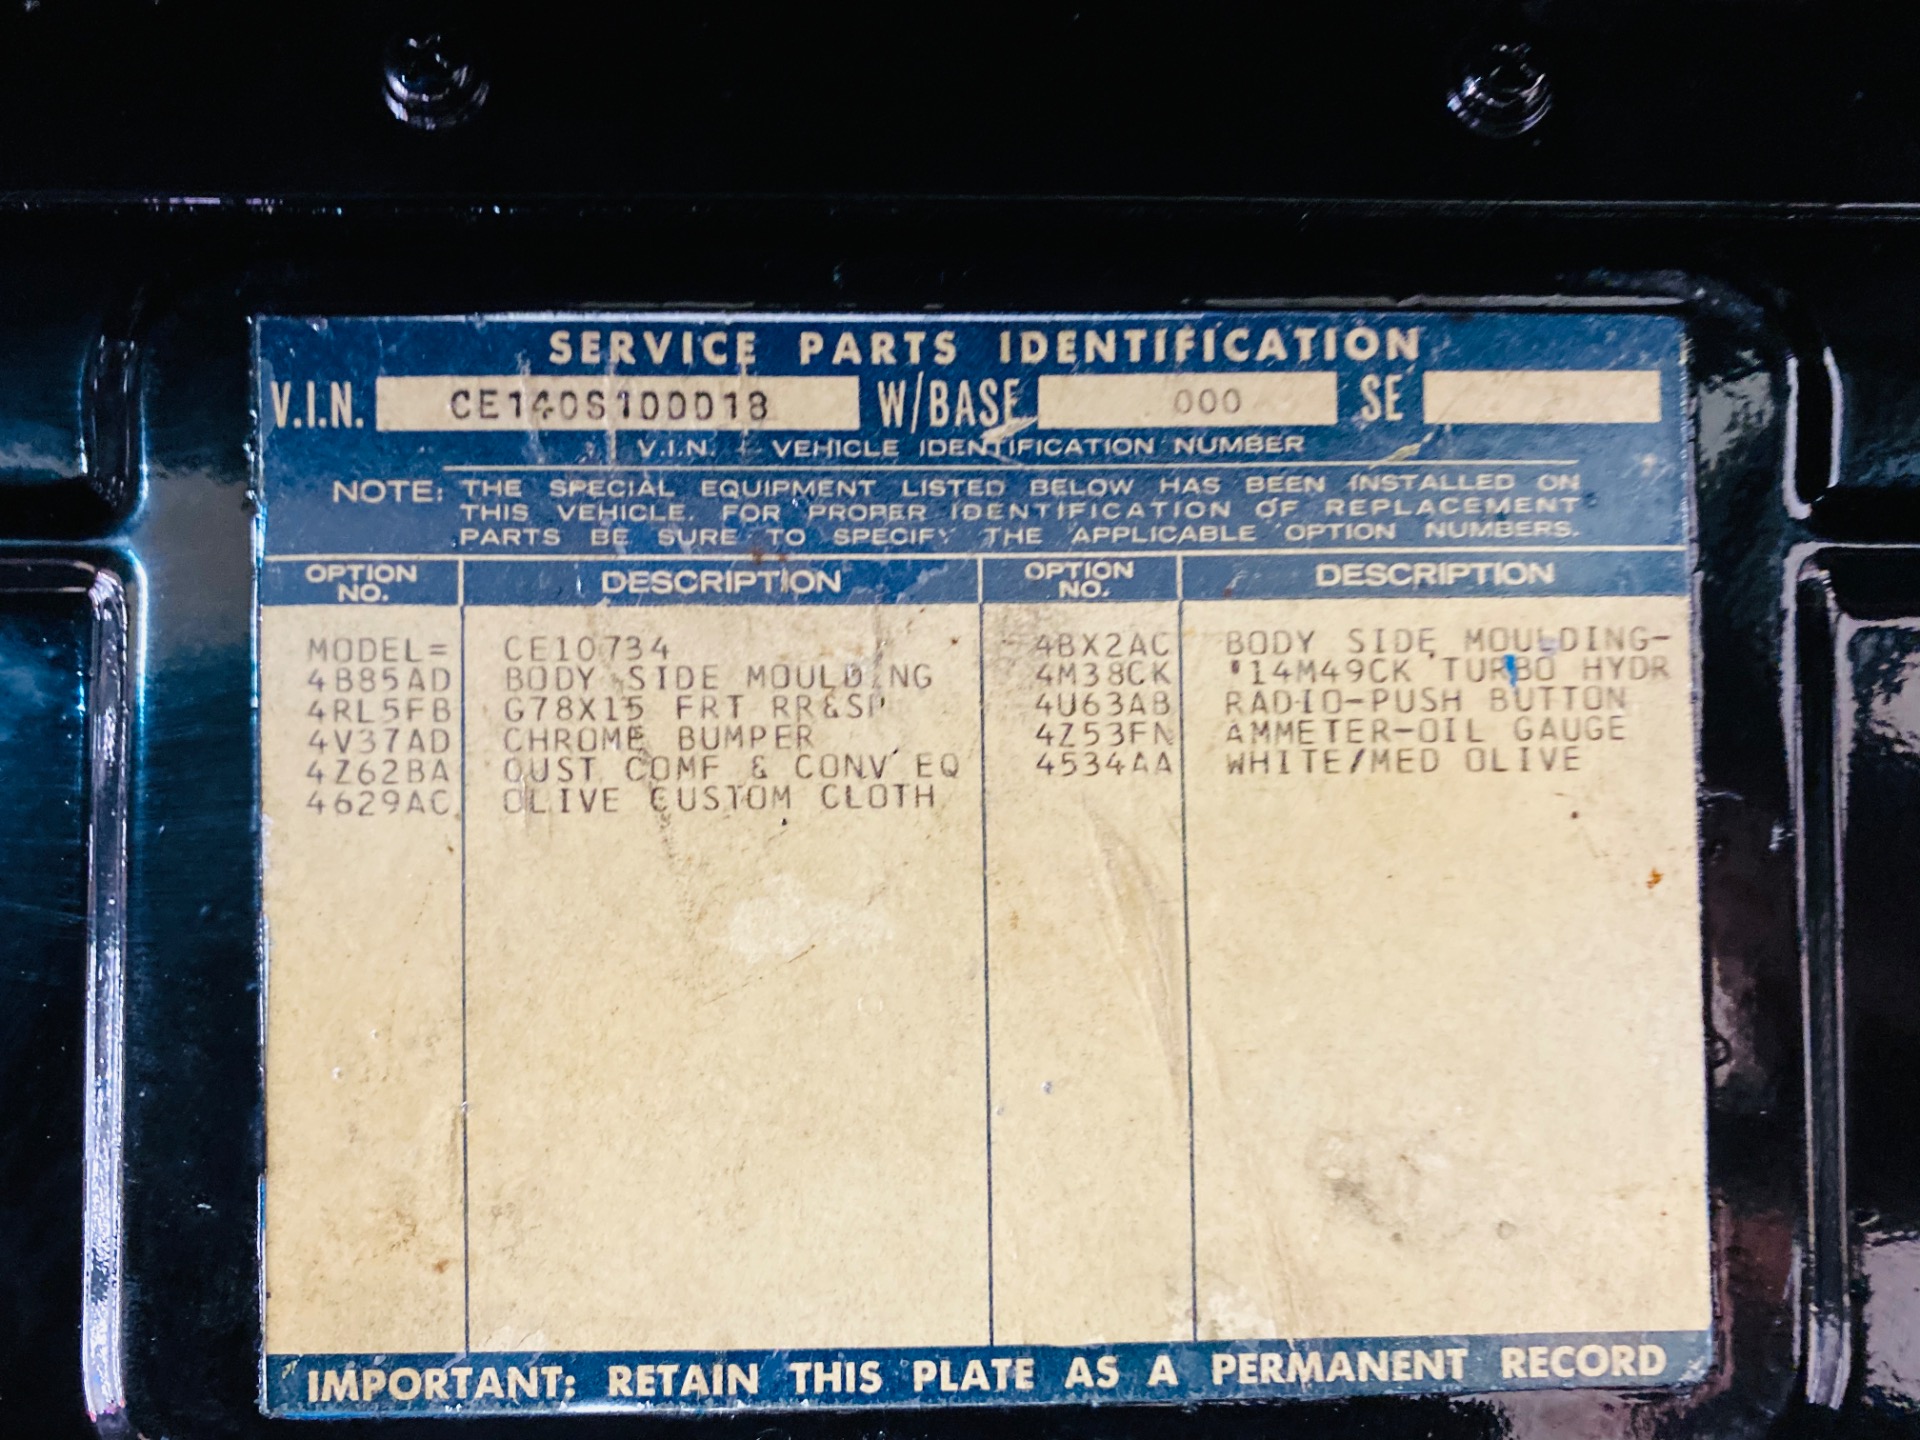 SERVICE PARTS IDENTIFICATION
V.I.N. CE140S100018 W/BASE 000 SE
V.I.N. - VEHICLE IDENTIFICATION NUMBER
NOTE: THE SPECIAL EQUIPMENT LISTED BELOW HAS BEEN INSTALLED ON
THIS VEHICLE. FOR PROPER IDENTIFICATION OF REPLACEMENT
PARTS BE SURE TO SPECIFY THE APPLICABLE OPTION NUMBERS.
OPTION NO. DESCRIPTION OPTION NO. DESCRIPTION
MODEL= CE10734 4BX2AC BODY SIDE MOULDING-
4B85AD BODY SIDE MOULDING 4M38CK 14M49CK TURBO HYDR
4RL5FB G78X15 FRT RR&SP 4U63AB RADIO-PUSH BUTTON
4V37AD CHROME BUMPER 4Z53FN AMMETER-OIL GAUGE
4Z62BA OUST COMF & CONV EQ 4534AA WHITE/MED OLIVE
4629AC OLIVE CUSTOM CLOTH
IMPORTANT: RETAIN THIS PLATE AS A PERMANENT RECORD